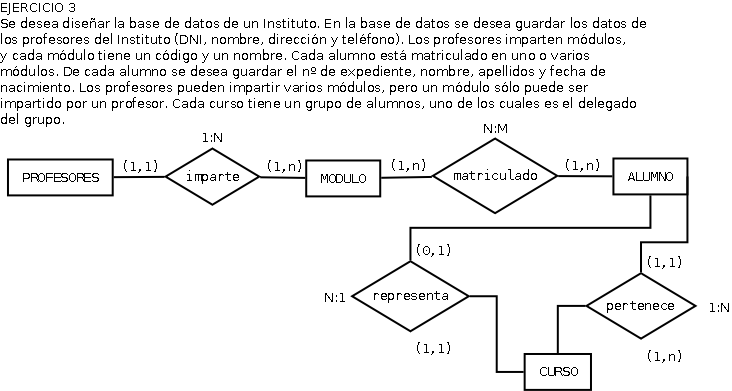 EJERCICIO 3
Se desea diseñar la base de datos de un Instituto. En la base de datos se desea guardar los datos de
los profesores del Instituto (DNI, nombre, dirección y teléfono). Los profesores imparten módulos,
y cada módulo tiene un código y un nombre. Cada alumno está matriculado en uno o varios
módulos. De cada alumno se desea guardar el nº de expediente, nombre, apellidos y fecha de
nacimiento. Los profesores pueden impartir varios módulos, pero un módulo sólo puede ser
impartido por un profesor. Cada curso tiene un grupo de alumnos, uno de los cuales es el delegado
del grupo.
1:N
N:M
PROFESORES
(1,1)
imparte
(1,n)
MODULO
(1,n)
matriculado
(1,n)
ALUMNO
(0,1)
(1,1)
N:1
representa
pertenece
1:N
(1,1)
(1,n)
CURSO